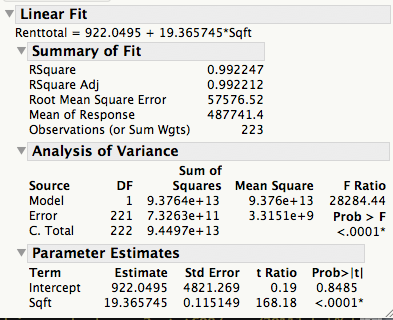 Linear Fit
Renttotal = 922.0495 + 19.365745*Sqft
Summary of Fit
RSquare 0.992247
RSquare Adj 0.992212
Root Mean Square Error 57576.52
Mean of Response 487741.4
Observations (or Sum Wgts) 223
Analysis of Variance
Sum of
Source DF Squares Mean Square F Ratio
Model 1 9.3764e+13 9.376e+13 28284.44
Error 221 7.3263e+11 3.3151e+9 Prob > F
C. Total 222 9.4497e+13 <.0001*
Parameter Estimates
Term Estimate Std Error t Ratio Prob>|t|
Intercept 922.0495 4821.269 0.19 0.8485
Sqft 19.365745 0.115149 168.18 <.0001*